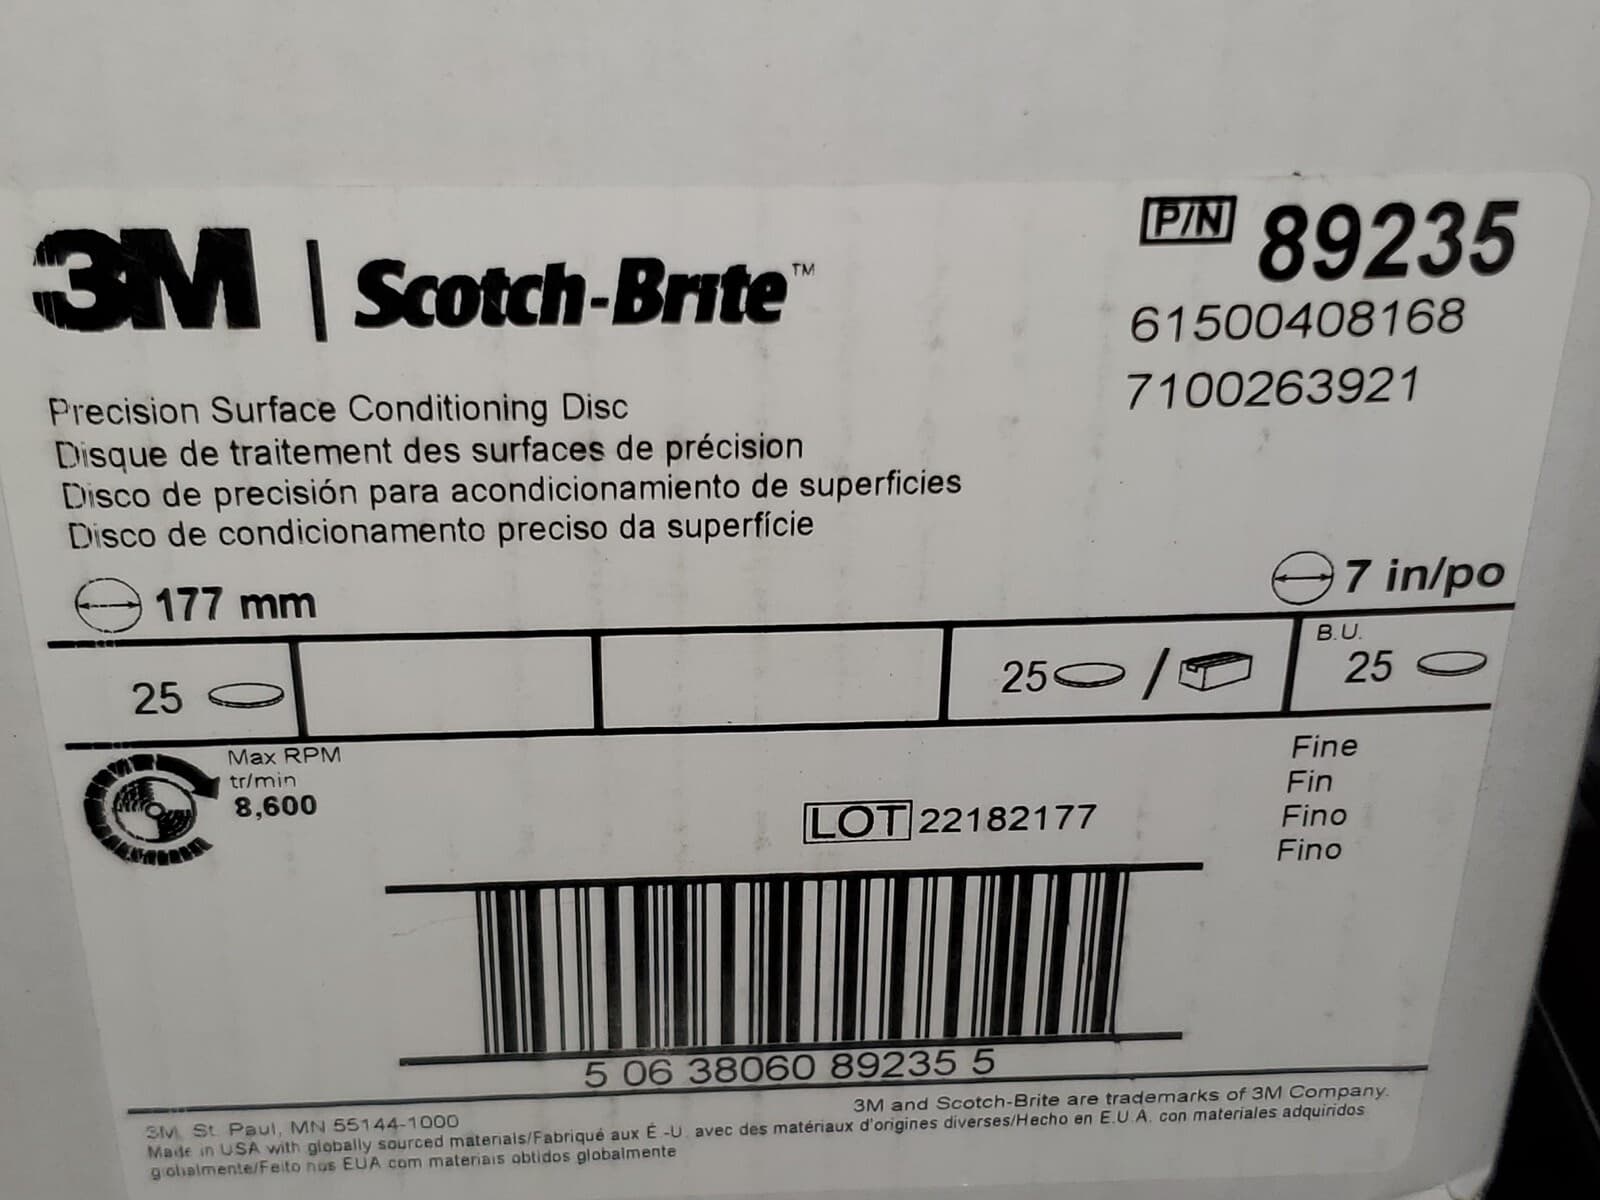 3M | Scotch-Brite™
P/N 89235
61500408168
7100263921
Precision Surface Conditioning Disc
Disque de traitement des surfaces de précision
Disco de precisión para acondicionamiento de superficies
Disco de condicionamento preciso da superfície
177 mm
7 in/po
25
25 /
B.U.
25
Max RPM
tr/min
8,600
LOT 22182177
Fine
Fin
Fino
Fino
5 06 38060 89235 5
3M and Scotch-Brite are trademarks of 3M Company.
3M, St. Paul, MN 55144-1000
Made in USA with globally sourced materials/Fabriqué aux É.-U. avec des matériaux d'origines diverses/Hecho en E.U.A. con materiales adquiridos
globalmente/Feito nos EUA com materiais obtidos globalmente